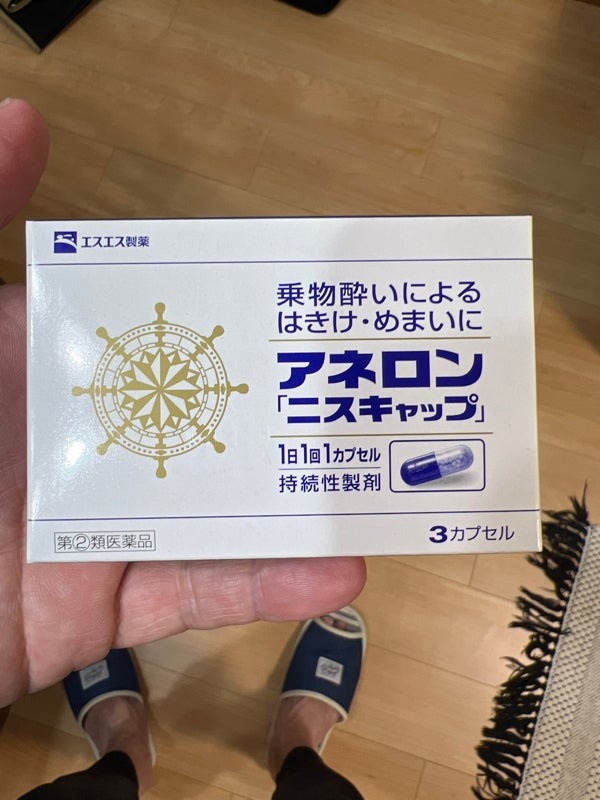 エスエス製薬
乗物酔いによる
はきけ・めまいに
アネロン
「ニスキャップ」
1日1回1カプセル
持続性製剤
第②類医薬品
3カプセル